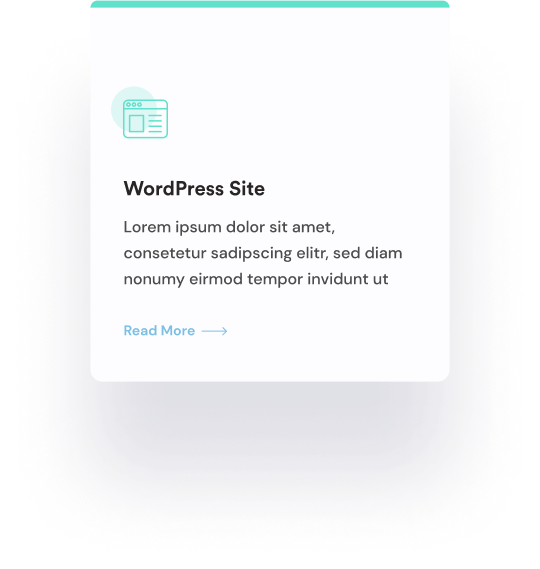 WordPress Site
Lorem ipsum dolor sit amet,
consetetur sadipscing elitr, sed diam
nonumy eirmod tempor invidunt ut
Read More